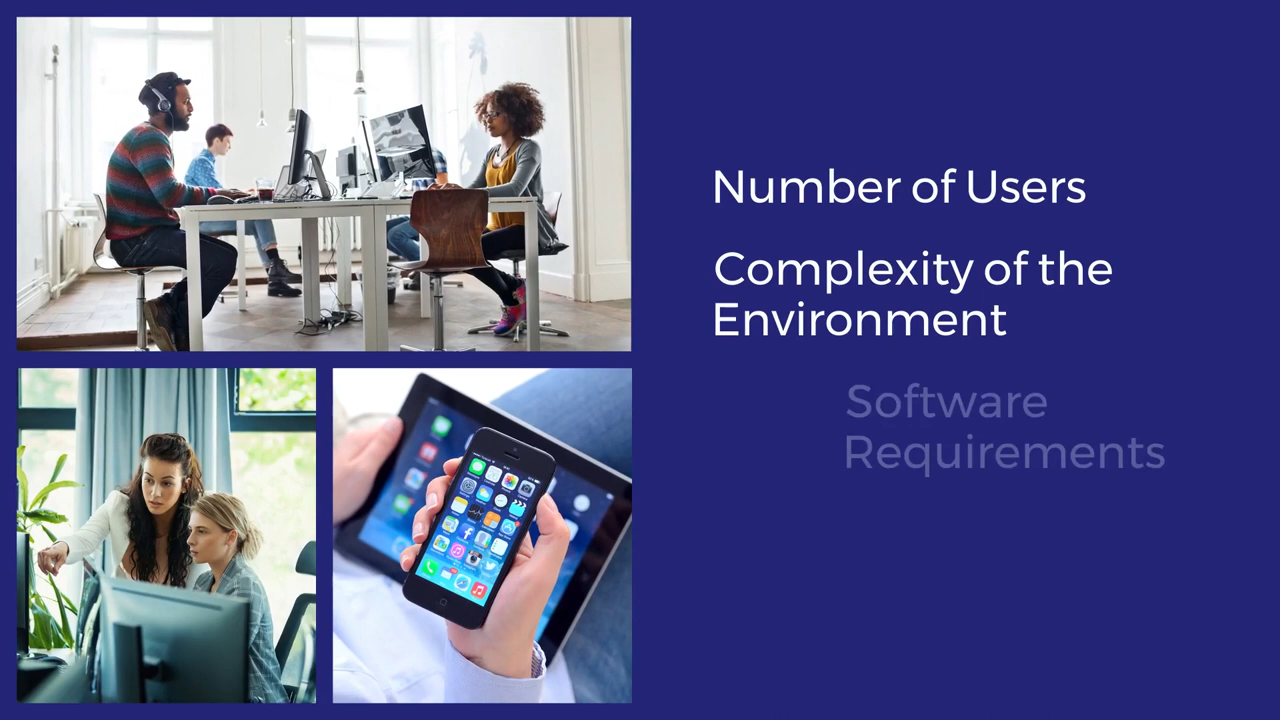 Number of Users
Complexity of the
Environment
Software
Requirements